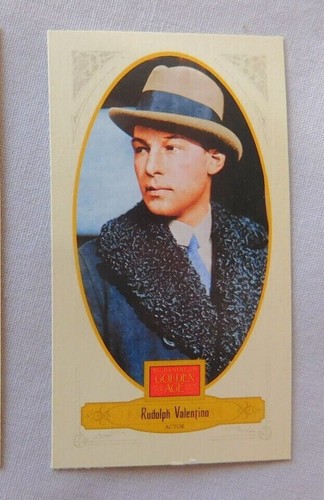 GOLDEN
AGE
Rudolph Valentino
ACTOR